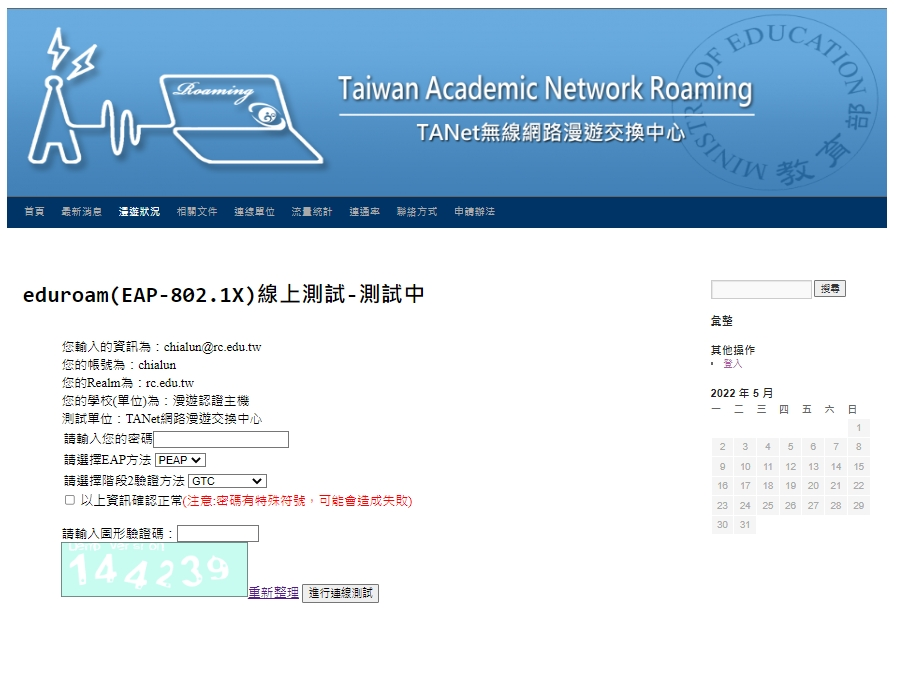 Roaming
Taiwan Academic Network Roaming
TANet無線網路漫遊交換中心
MINISTRY OF EDUCATION
教育部
首頁 最新消息 漫遊狀況 相關文件 連線單位 流量統計 連通率 聯絡方式 申請辦法
eduroam(EAP-802.1X)線上測試-測試中
您輸入的資訊為：chialun@rc.edu.tw
您的帳號為：chialun
您的Realm為：rc.edu.tw
您的學校(單位)為：漫遊認證主機
測試單位：TANet網路漫遊交換中心
請輸入您的密碼
請選擇EAP方法 PEAP
請選擇階段2驗證方法 GTC
以上資訊確認正常(注意:密碼有特殊符號，可能會造成失敗)
請輸入圖形驗證碼：
144239
重新整理 進行連線測試
搜尋
彙整
其他操作
登入
2022 年 5 月
一 二 三 四 五 六 日
1
2 3 4 5 6 7 8
9 10 11 12 13 14 15
16 17 18 19 20 21 22
23 24 25 26 27 28 29
30 31